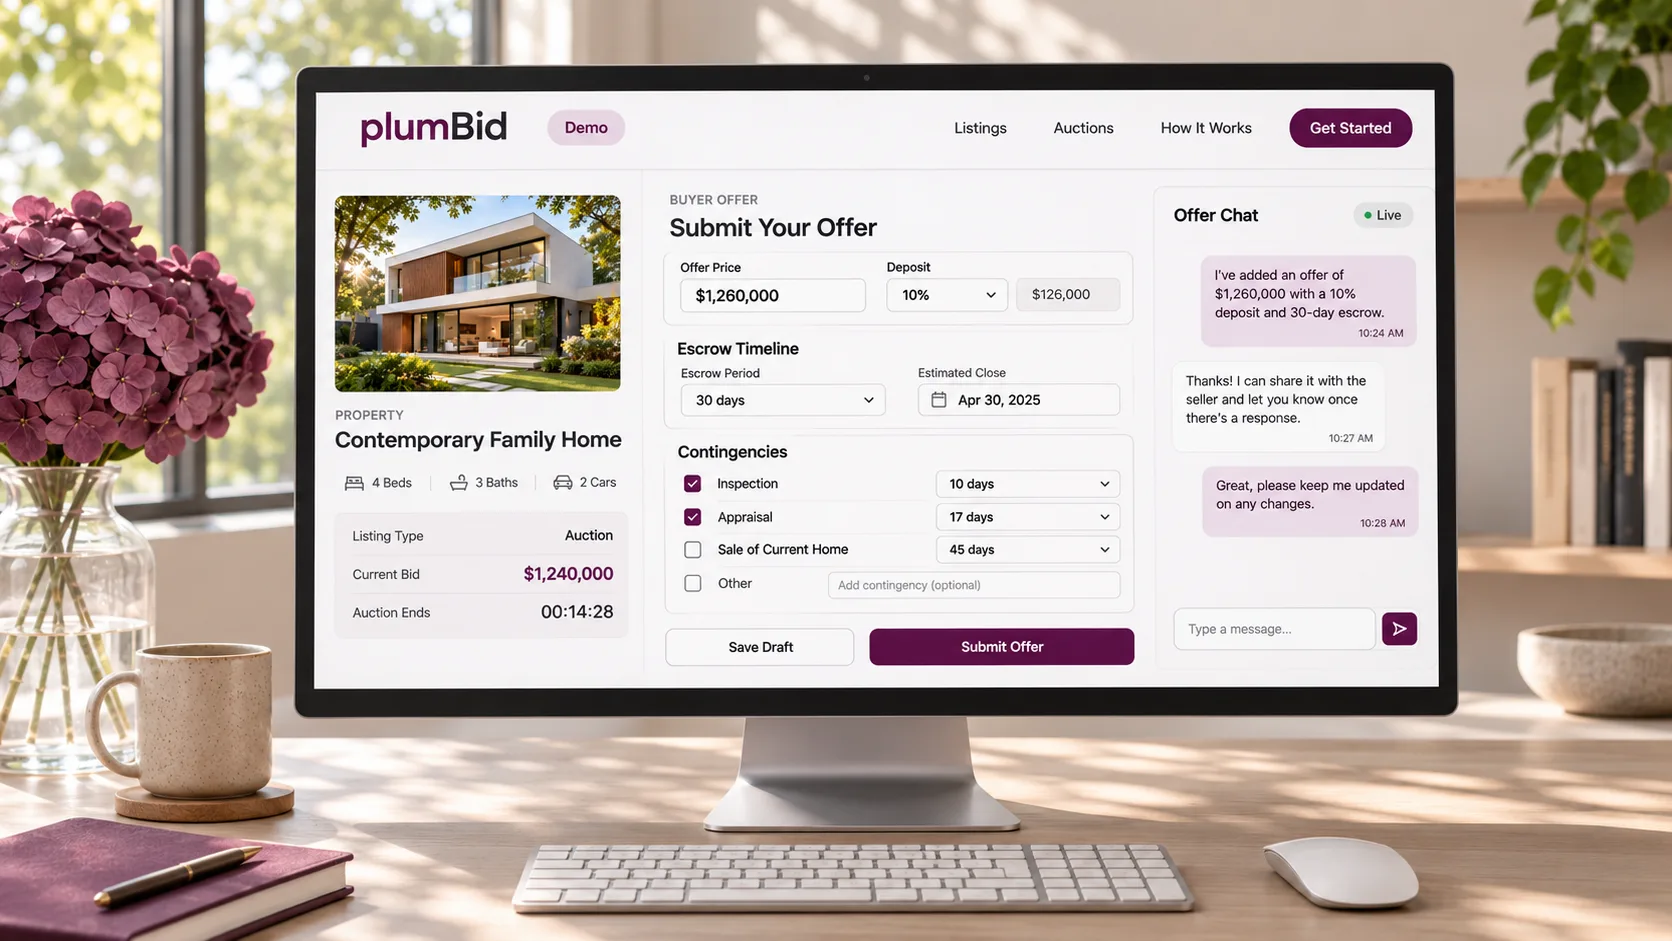 plumBid
Demo
Listings
Auctions
How It Works
Get Started
PROPERTY
Contemporary Family Home
4 Beds
3 Baths
2 Cars
Listing Type
Auction
Current Bid
$1,240,000
Auction Ends
00:14:28
BUYER OFFER
Submit Your Offer
Offer Price
$1,260,000
Deposit
10%
$126,000
Escrow Timeline
Escrow Period
30 days
Estimated Close
Apr 30, 2025
Contingencies
Inspection
10 days
Appraisal
17 days
Sale of Current Home
45 days
Other
Add contingency (optional)
Save Draft
Submit Offer
Offer Chat
Live
I've added an offer of
$1,260,000 with a 10%
deposit and 30-day escrow.
10:24 AM
Thanks! I can share it with the
seller and let you know once
there's a response.
10:27 AM
Great, please keep me updated
on any changes.
10:28 AM
Type a message...